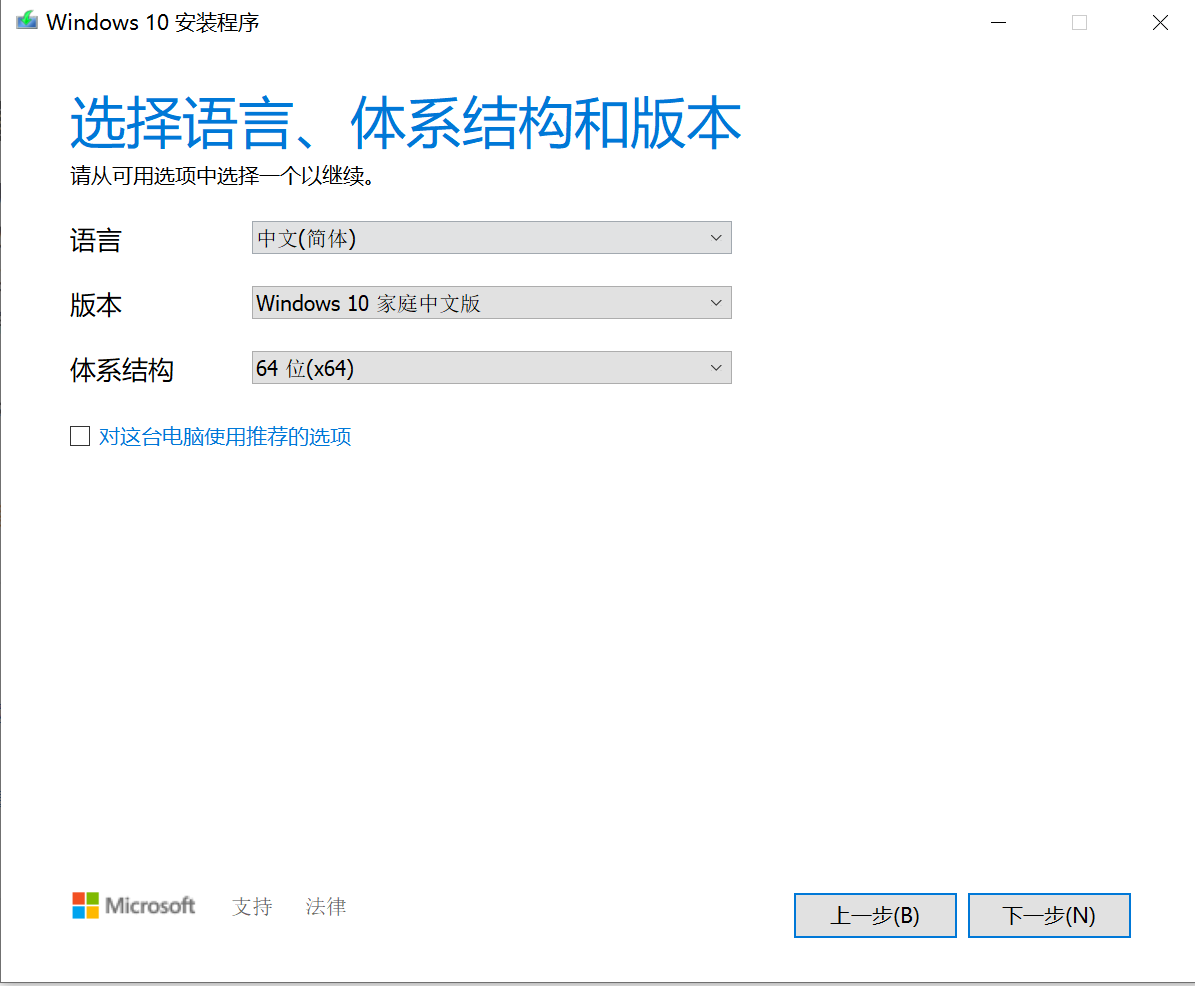 Windows 10 安装程序
选择语言、体系结构和版本
请从可用选项中选择一个以继续。
语言
中文(简体)
版本
Windows 10 家庭中文版
体系结构
64 位(x64)
对这台电脑使用推荐的选项
Microsoft 支持 法律
上一步(B) 下一步(N)